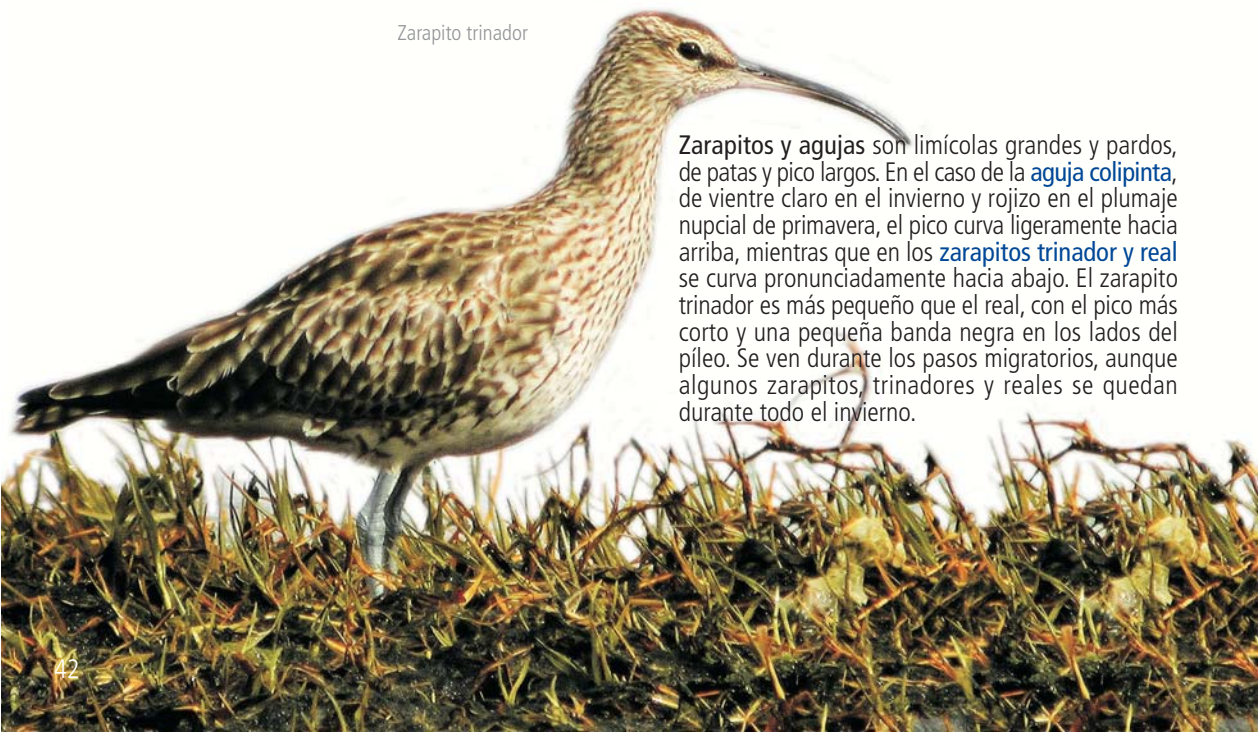 Zarapito trinador
Zarapitos y agujas son limícolas grandes y pardos,
de patas y pico largos. En el caso de la aguja colipinta,
de vientre claro en el invierno y rojizo en el plumaje
nupcial de primavera, el pico curva ligeramente hacia
arriba, mientras que en los zarapitos trinador y real
se curva pronunciadamente hacia abajo. El zarapito
trinador es más pequeño que el real, con el pico más
corto y una pequeña banda negra en los lados del
píleo. Se ven durante los pasos migratorios, aunque
algunos zarapitos, trinadores y reales se quedan
durante todo el invierno.
42